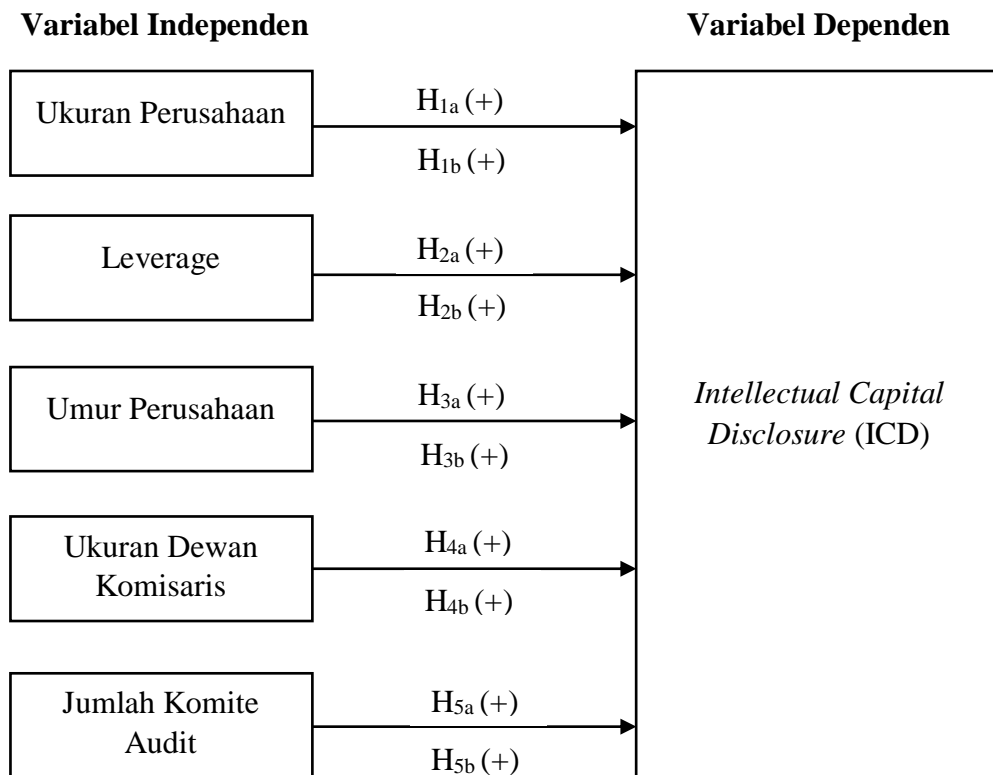 Variabel Independen
Variabel Dependen
Ukuran Perusahaan
H1a (+)
H1b (+)
Leverage
H2a (+)
H2b (+)
Umur Perusahaan
H3a (+)
H3b (+)
Intellectual Capital
Disclosure (ICD)
Ukuran Dewan
Komisaris
H4a (+)
H4b (+)
Jumlah Komite
Audit
H5a (+)
H5b (+)